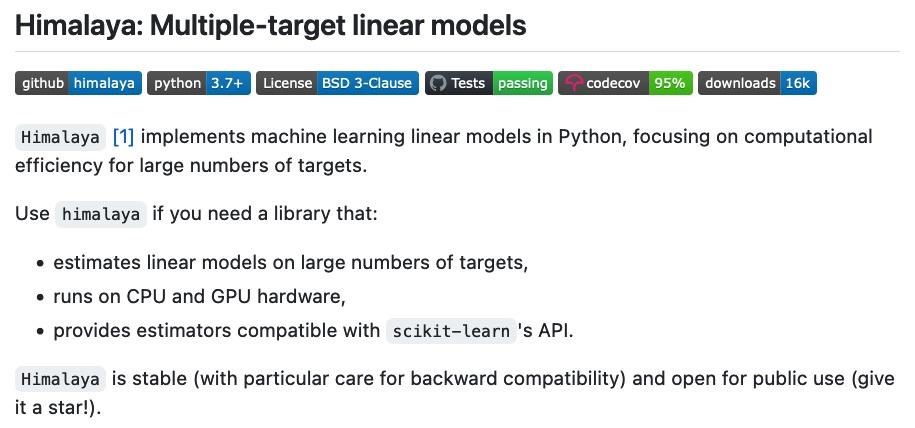 Himalaya: Multiple-target linear models
github himalaya python 3.7+ License BSD 3-Clause Tests passing codecov 95% downloads 16k
Himalaya [1] implements machine learning linear models in Python, focusing on computational
efficiency for large numbers of targets.
Use himalaya if you need a library that:
• estimates linear models on large numbers of targets,
• runs on CPU and GPU hardware,
• provides estimators compatible with scikit-learn's API.
Himalaya is stable (with particular care for backward compatibility) and open for public use (give
it a star!).